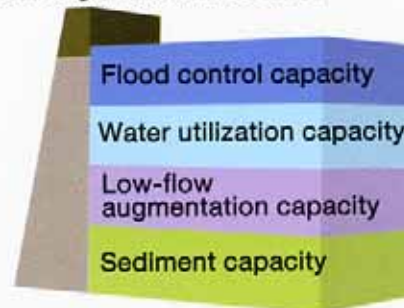 Flood control capacity
Water utilization capacity
Low-flow
augmentation capacity
Sediment capacity